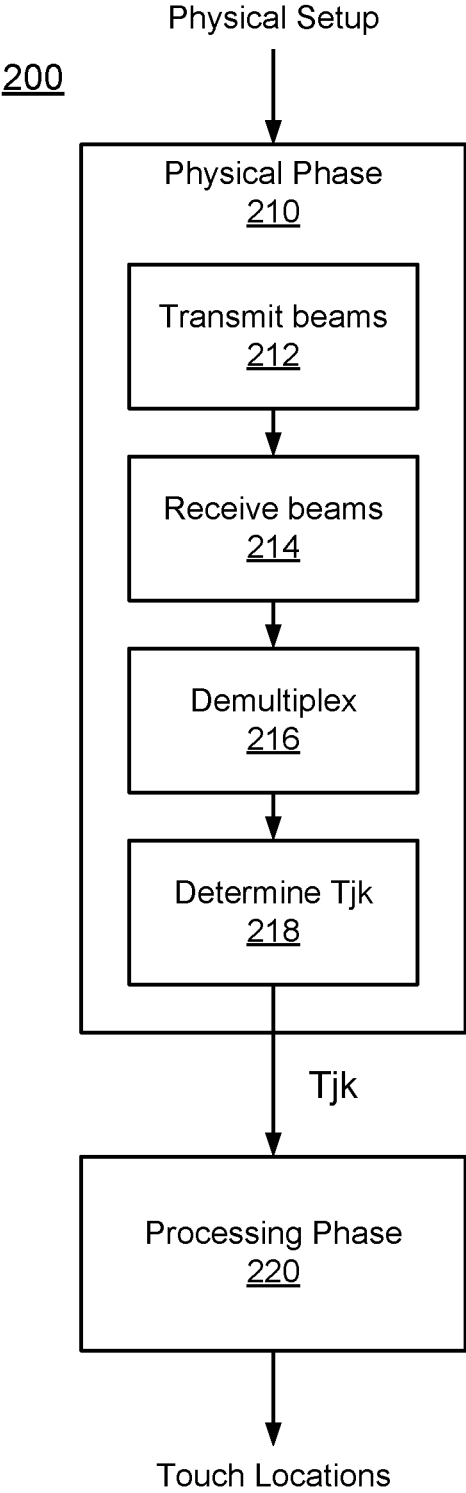 Physical Setup
200
Physical Phase
210
Transmit beams
212
Receive beams
214
Demultiplex
216
Determine Tjk
218
Tjk
Processing Phase
220
Touch Locations